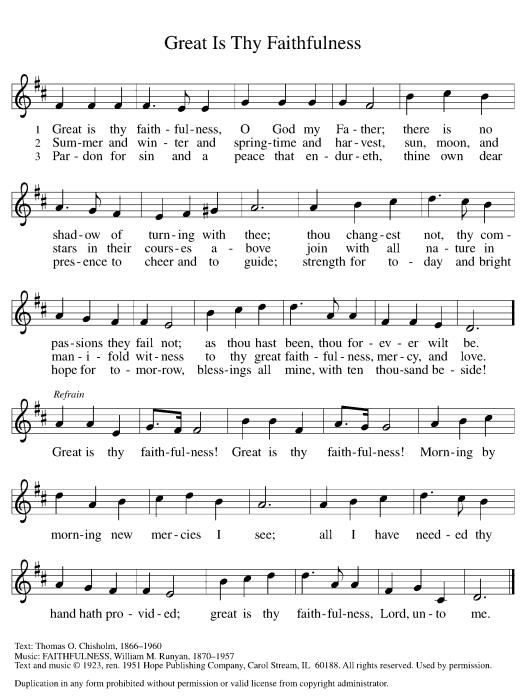 Great Is Thy Faithfulness
1 Great is thy faith-ful-ness, O God my Fa-ther; there is no
2 Sum-mer and win-ter and spring-time and har-vest, sun, moon, and
3 Par-don for sin and a peace that en-dur-eth, thine own dear
shad-ow of turn-ing with thee; thou chang-est not, thy com-
stars in their cours-es a-bove join with all na-ture in
pres-ence to cheer and to guide; strength for to-day and bright
pas-sions they fail not; as thou hast been, thou for-ev-er wilt be.
man-i-fold wit-ness to thy great faith-ful-ness, mer-cy, and love.
hope for to-mor-row, bless-ings all mine, with ten thou-sand be-side!
Refrain
Great is thy faith-ful-ness! Great is thy faith-ful-ness! Morn-ing by
morn-ing new mer-cies I see; all I have need-ed thy
hand hath pro-vid-ed; great is thy faith-ful-ness, Lord, un-to me.
Text: Thomas O. Chisholm, 1866–1960
Music: FAITHFULNESS, William M. Runyan, 1870–1957
Text and music © 1923, ren. 1951 Hope Publishing Company, Carol Stream, IL 60188. All rights reserved. Used by permission.
Duplication in any form prohibited without permission or valid license from copyright administrator.